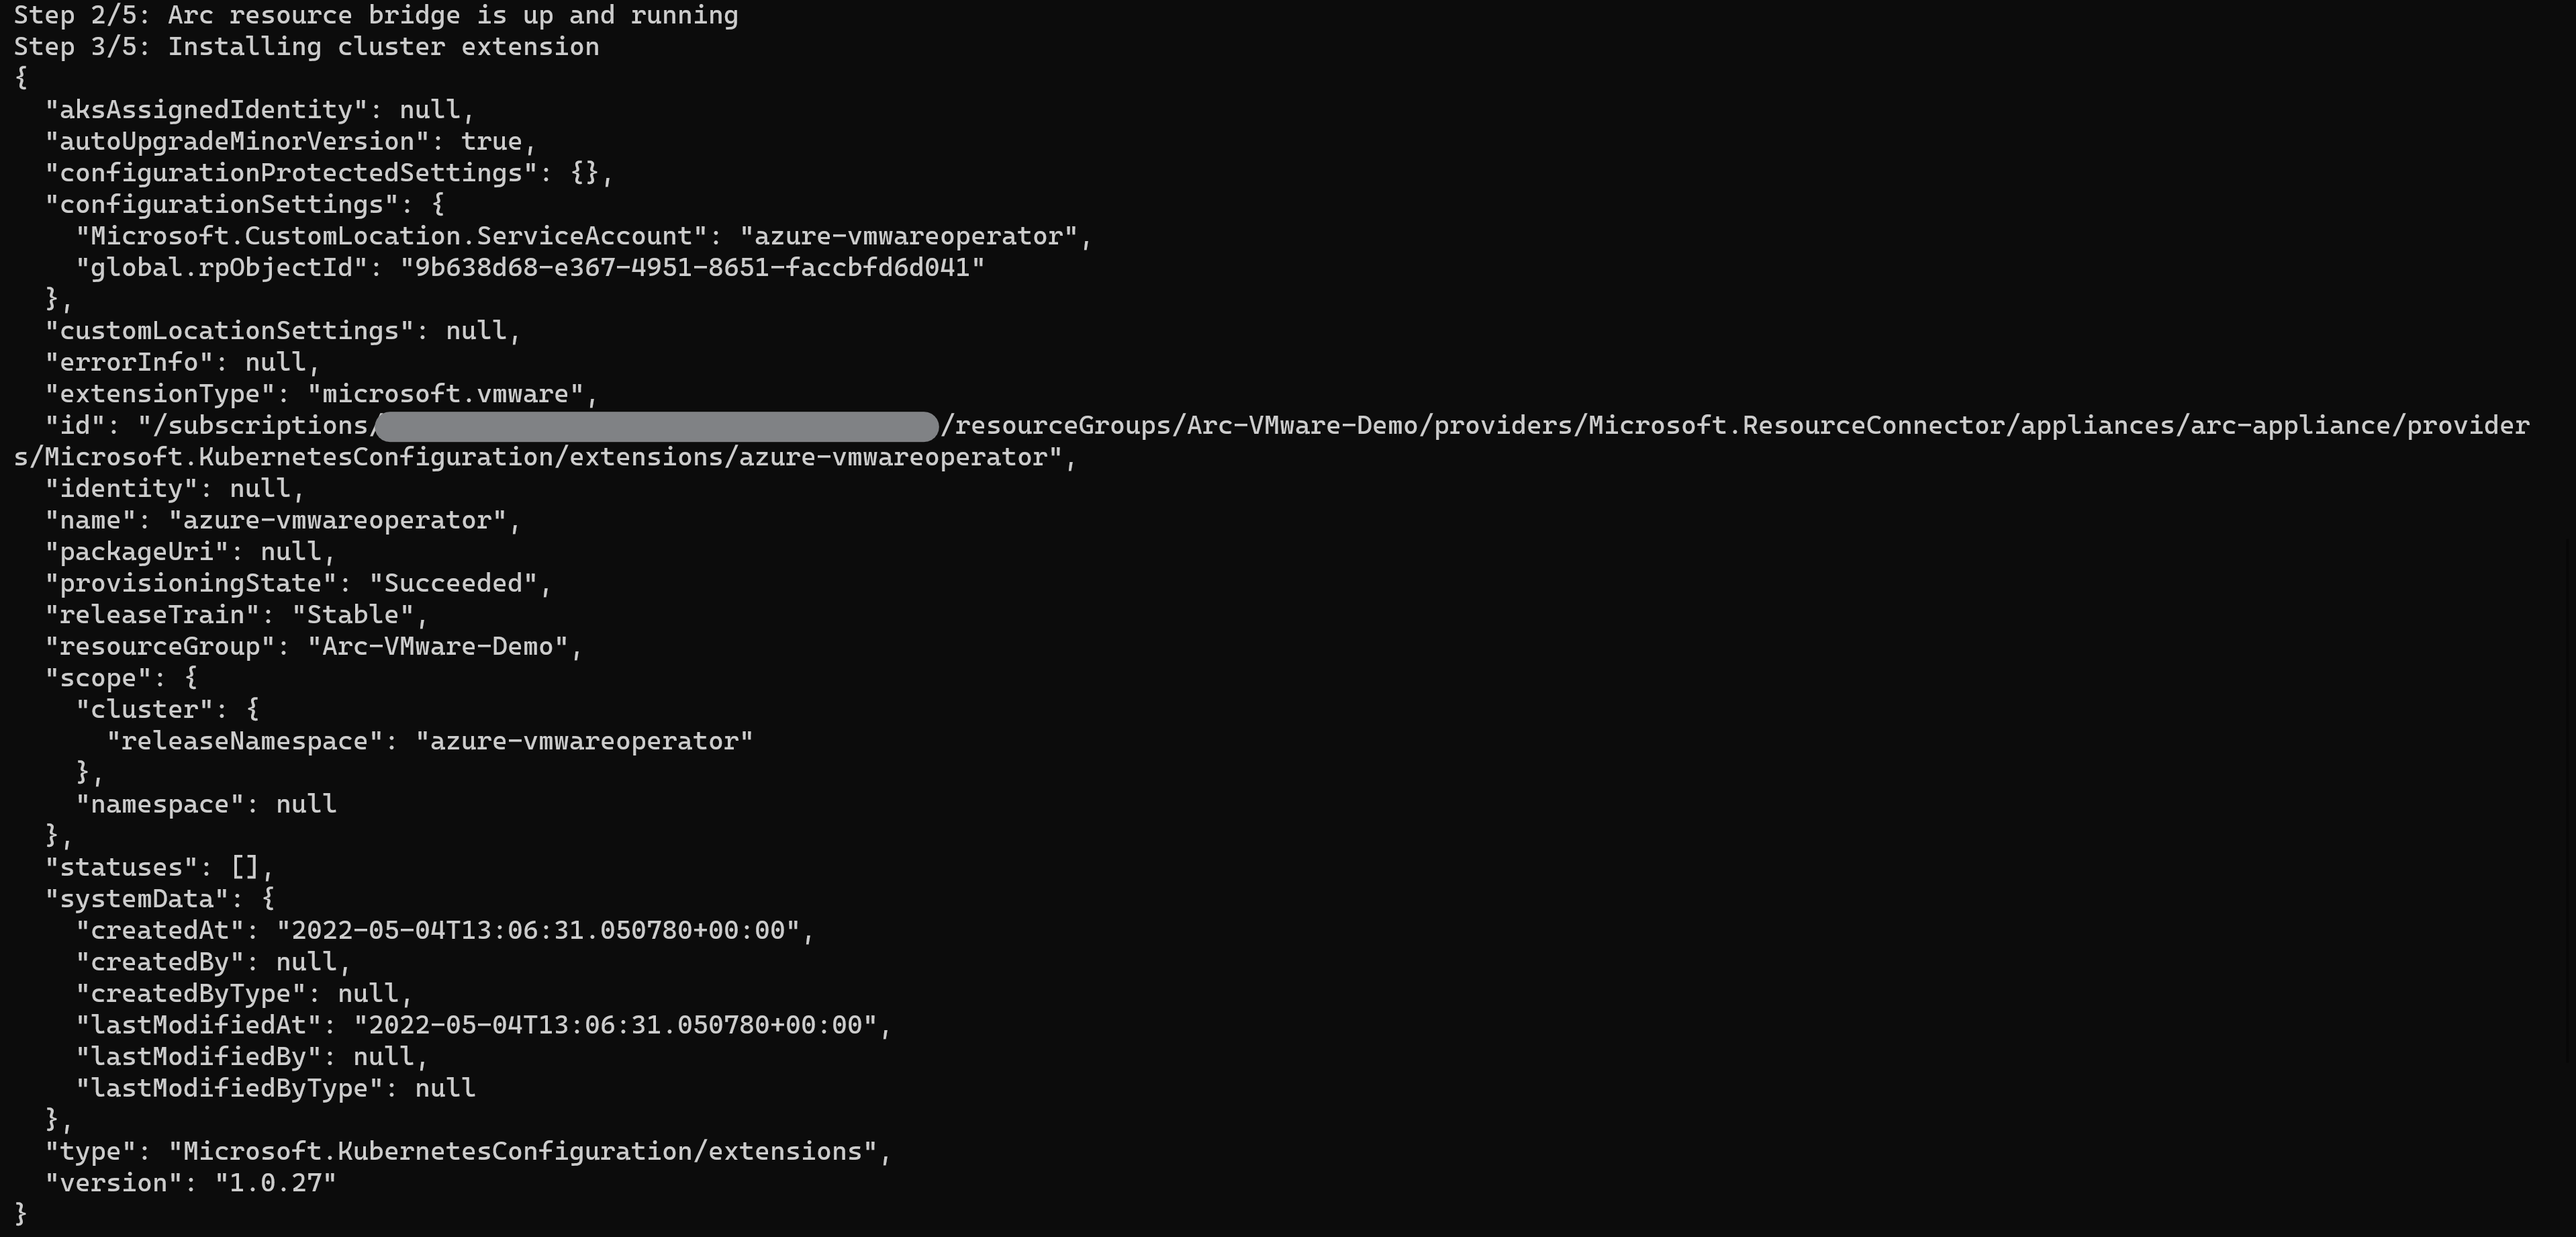 Step 2/5: Arc resource bridge is up and running
Step 3/5: Installing cluster extension
{
  "aksAssignedIdentity": null,
  "autoUpgradeMinorVersion": true,
  "configurationProtectedSettings": {},
  "configurationSettings": {
    "Microsoft.CustomLocation.ServiceAccount": "azure-vmwareoperator",
    "global.rpObjectId": "9b638d68-e367-4951-8651-faccbfd6d041"
  },
  "customLocationSettings": null,
  "errorInfo": null,
  "extensionType": "microsoft.vmware",
  "id": "/subscriptions/ /resourceGroups/Arc-VMware-Demo/providers/Microsoft.ResourceConnector/appliances/arc-appliance/provider
s/Microsoft.KubernetesConfiguration/extensions/azure-vmwareoperator",
  "identity": null,
  "name": "azure-vmwareoperator",
  "packageUri": null,
  "provisioningState": "Succeeded",
  "releaseTrain": "Stable",
  "resourceGroup": "Arc-VMware-Demo",
  "scope": {
    "cluster": {
      "releaseNamespace": "azure-vmwareoperator"
    },
    "namespace": null
  },
  "statuses": [],
  "systemData": {
    "createdAt": "2022-05-04T13:06:31.050780+00:00",
    "createdBy": null,
    "createdByType": null,
    "lastModifiedAt": "2022-05-04T13:06:31.050780+00:00",
    "lastModifiedBy": null,
    "lastModifiedByType": null
  },
  "type": "Microsoft.KubernetesConfiguration/extensions",
  "version": "1.0.27"
}